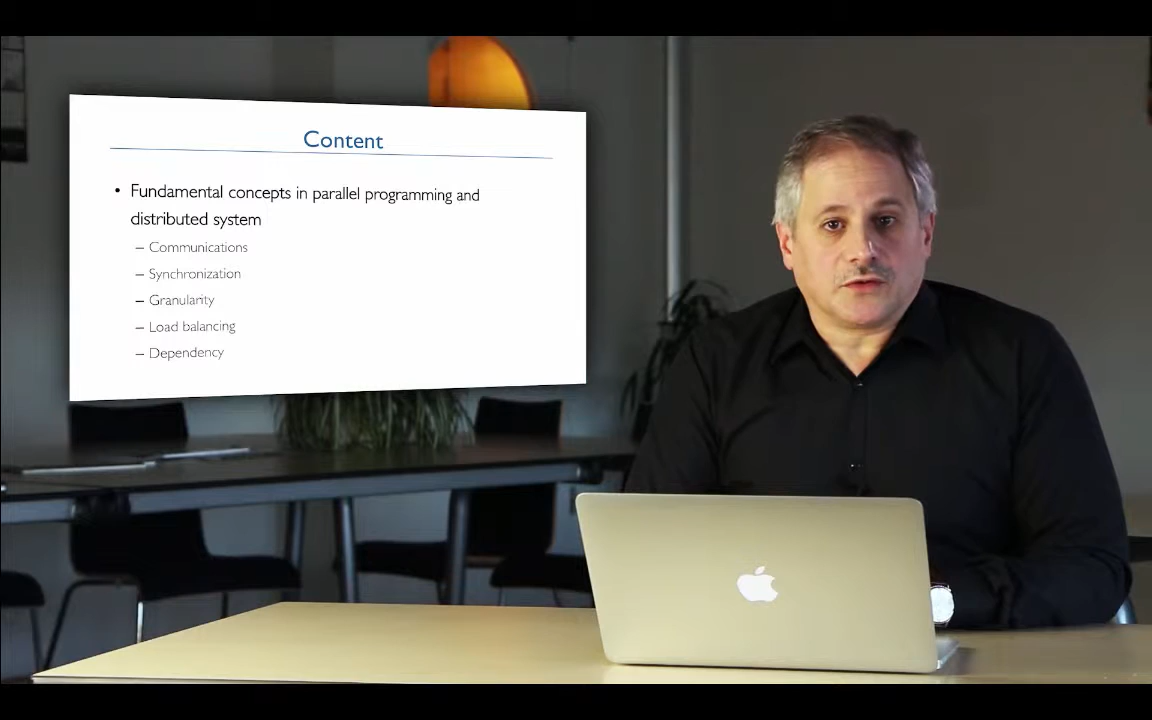 Content
• Fundamental concepts in parallel programming and
distributed system
– Communications
– Synchronization
– Granularity
– Load balancing
– Dependency